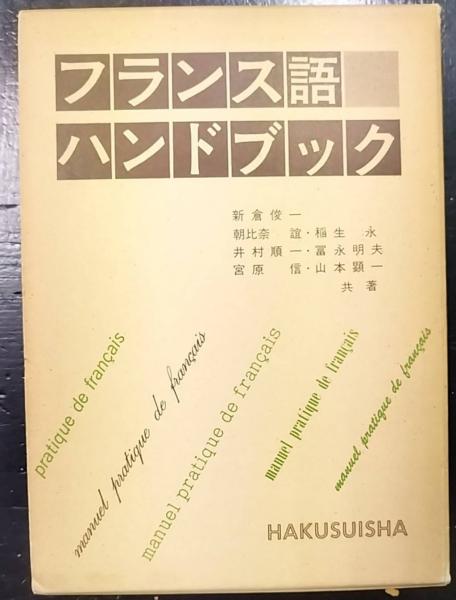 フランス語
ハンドブック
新倉俊一
朝比奈 誼・稲生 永
井村順一・冨永明夫
宮原 信・山本顕一
共著
pratique de français
manuel pratique de français
manuel pratique de français
manuel pratique de français
manuel pratique de français
HAKUSUISHA